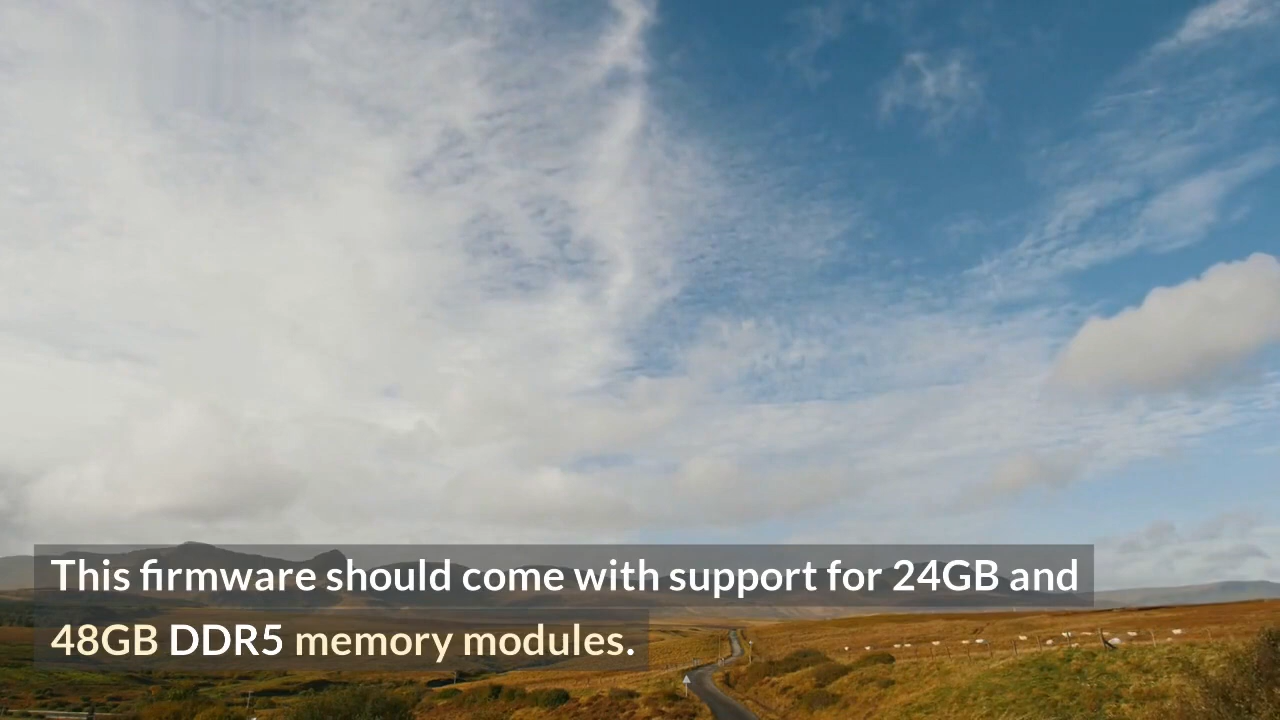 This firmware should come with support for 24GB and
48GB DDR5 memory modules.